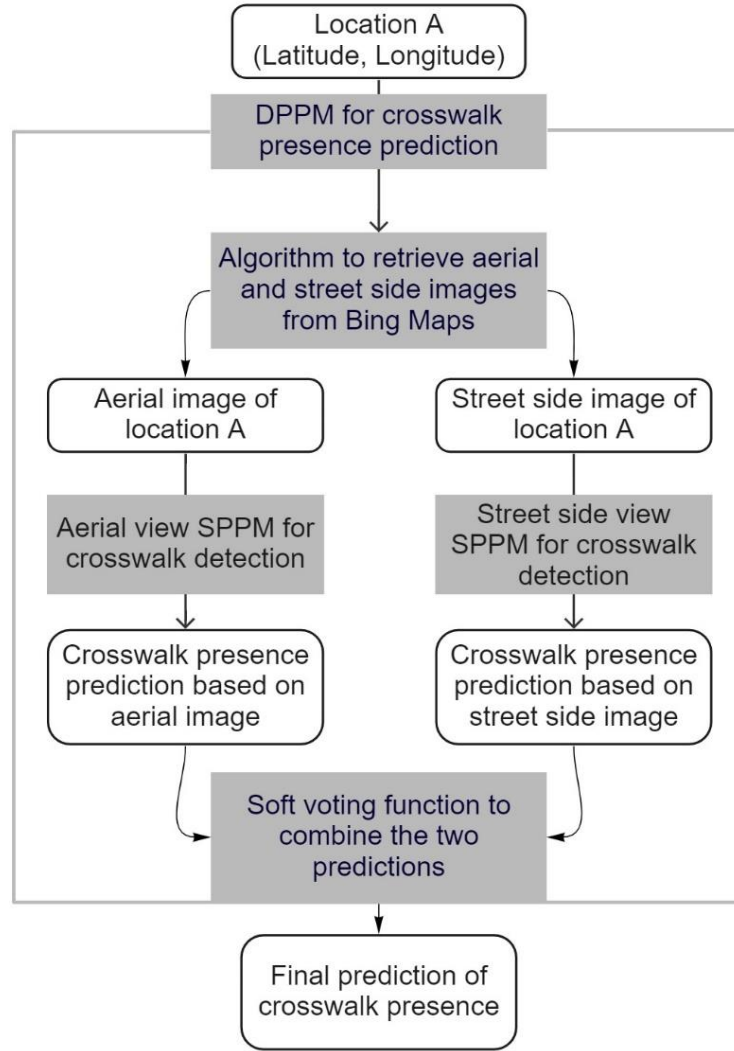 Location A
(Latitude, Longitude)
DPPM for crosswalk
presence prediction
Algorithm to retrieve aerial
and street side images
from Bing Maps
Aerial image of
location A
Street side image of
location A
Aerial view SPPM for
crosswalk detection
Street side view
SPPM for crosswalk
detection
Crosswalk presence
prediction based on
aerial image
Crosswalk presence
prediction based on
street side image
Soft voting function to
combine the two
predictions
Final prediction of
crosswalk presence